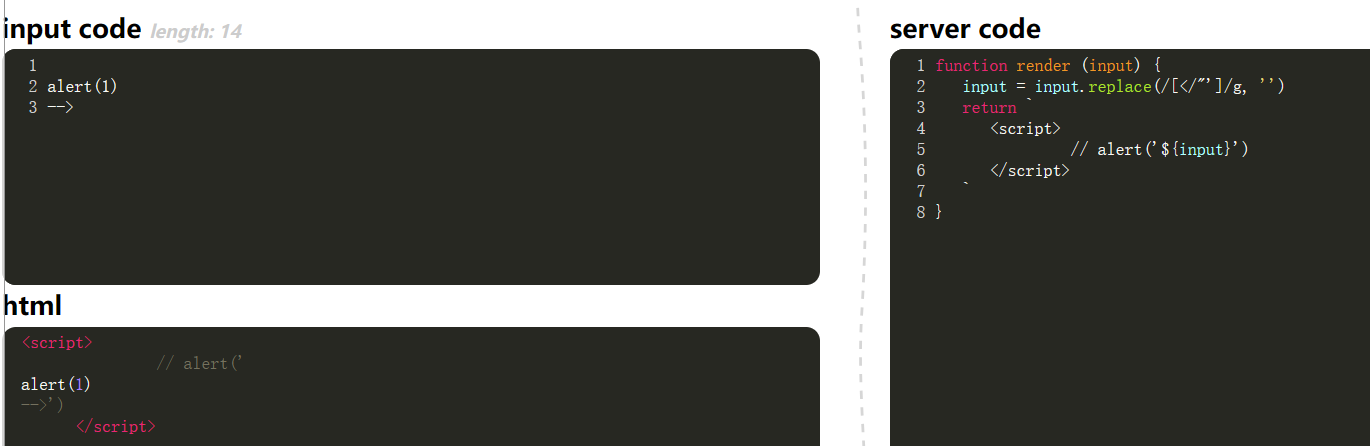 input code length: 14
1
2 alert(1)
3 -->
html
<script>
// alert('
alert(1)
-->')
</script>
server code
1 function render (input) {
2 input = input.replace(/[</"']/g, '')
3 return `
4 <script>
5 // alert('${input}')
6 </script>
7 `
8 }